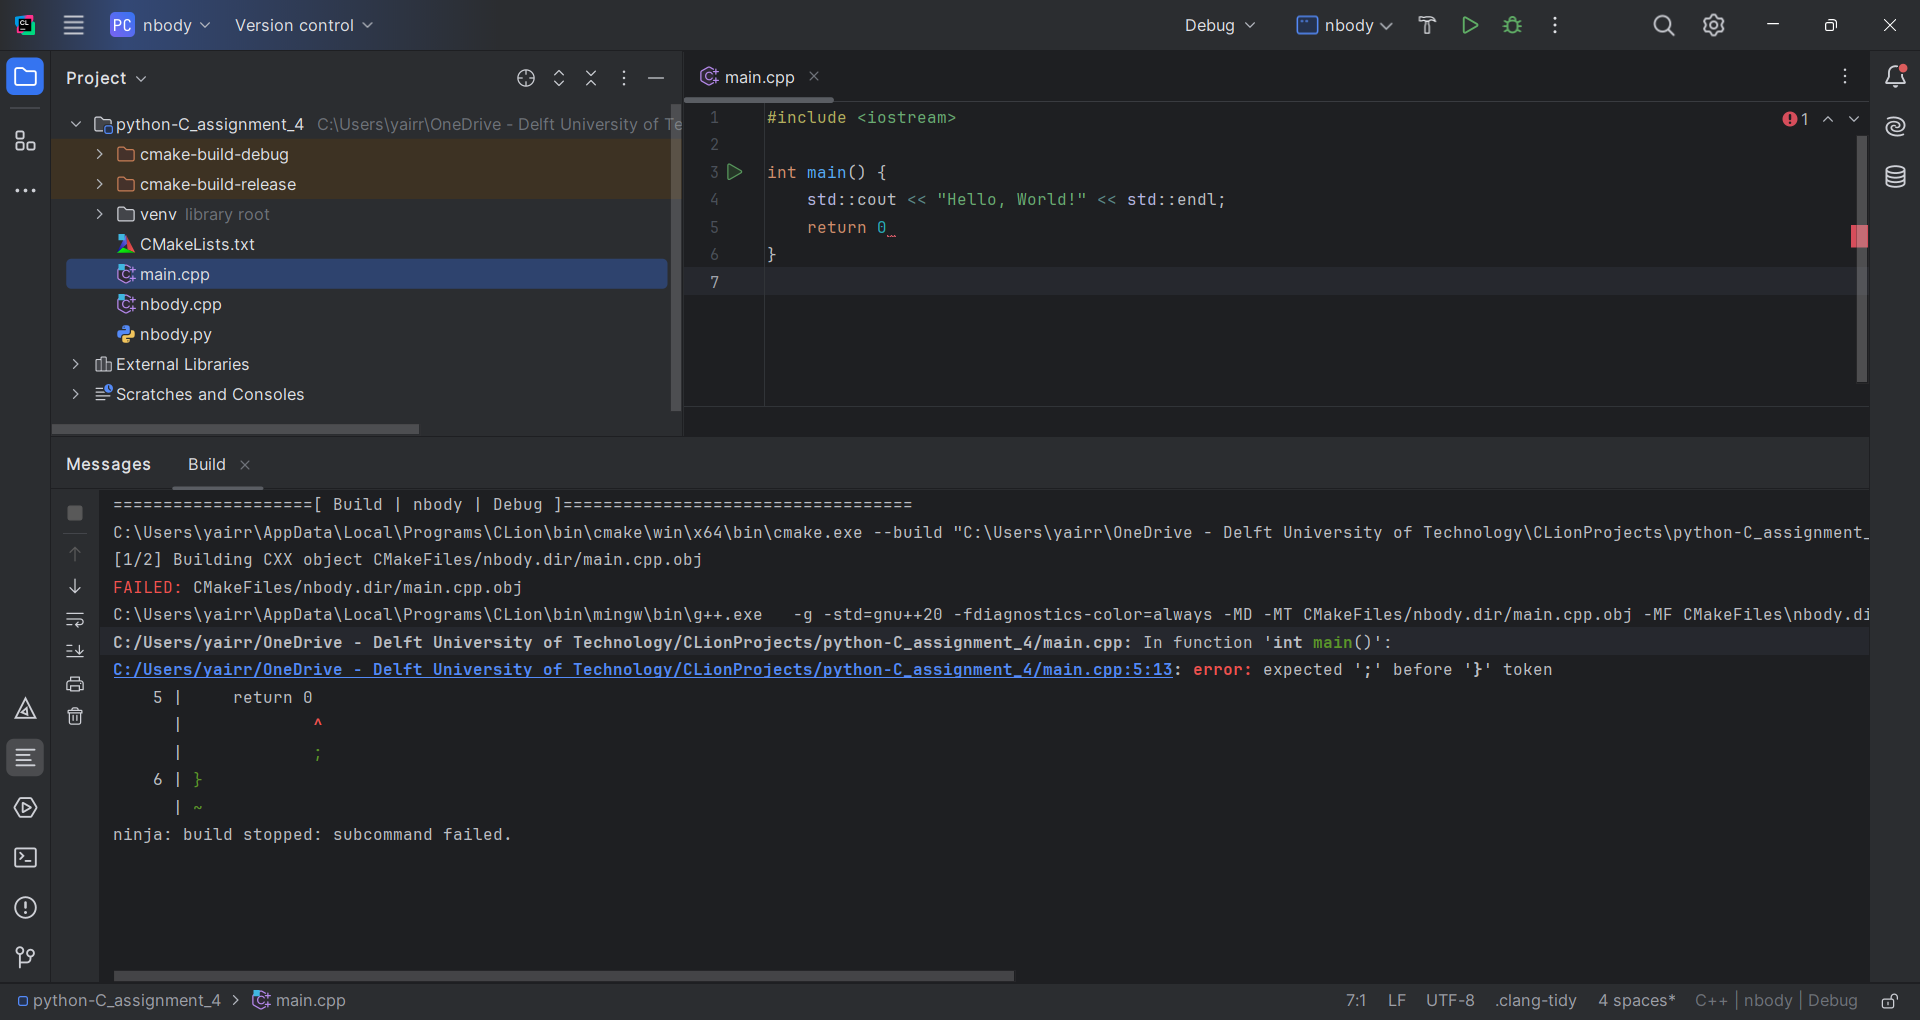 CL
PC nbody Version control Debug nbody
Project
main.cpp
python-C_assignment_4 C:\Users\yairr\OneDrive - Delft University of Te
cmake-build-debug
cmake-build-release
venv library root
CMakeLists.txt
main.cpp
nbody.cpp
nbody.py
External Libraries
Scratches and Consoles
1 #include <iostream>
2
3 int main() {
4 std::cout << "Hello, World!" << std::endl;
5 return 0
6 }
7
1
Messages Build
====================[ Build | nbody | Debug ]===================================
C:\Users\yairr\AppData\Local\Programs\CLion\bin\cmake\win\x64\bin\cmake.exe --build "C:\Users\yairr\OneDrive - Delft University of Technology\CLionProjects\python-C_assignment_
[1/2] Building CXX object CMakeFiles/nbody.dir/main.cpp.obj
FAILED: CMakeFiles/nbody.dir/main.cpp.obj
C:\Users\yairr\AppData\Local\Programs\CLion\bin\mingw\bin\g++.exe -g -std=gnu++20 -fdiagnostics-color=always -MD -MT CMakeFiles/nbody.dir/main.cpp.obj -MF CMakeFiles\nbody.di
C:/Users/yairr/OneDrive - Delft University of Technology/CLionProjects/python-C_assignment_4/main.cpp: In function 'int main()':
C:/Users/yairr/OneDrive - Delft University of Technology/CLionProjects/python-C_assignment_4/main.cpp:5:13: error: expected ';' before '}' token
5 | return 0
| ^
| ;
6 | }
| ~
ninja: build stopped: subcommand failed.
python-C_assignment_4 > main.cpp 7:1 LF UTF-8 .clang-tidy 4 spaces* C++ | nbody | Debug